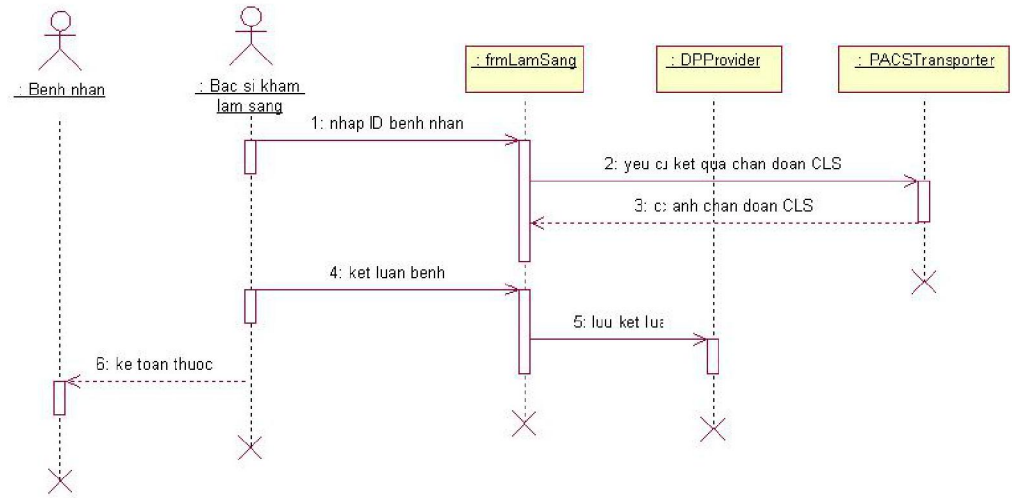 : Benh nhan
: Bac si kham
lam sang
: frmLamSang
: DPProvider
: PACSTransporter
1: nhap ID benh nhan
2: yeu cu ket qua chan doan CLS
3: cc anh chan doan CLS
4: ket luan benh
5: luu ket lua
6: ke toan thuoc